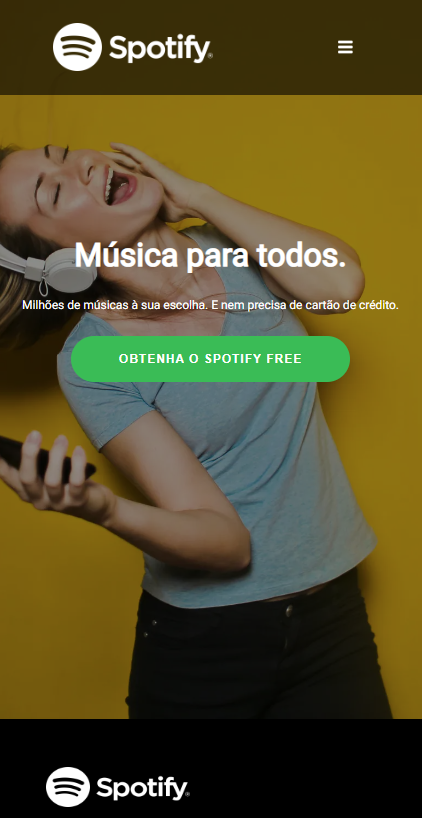 Spotify®
Música para todos.
Milhões de músicas à sua escolha. E nem precisa de cartão de crédito.
OBTENHA O SPOTIFY FREE
Spotify®